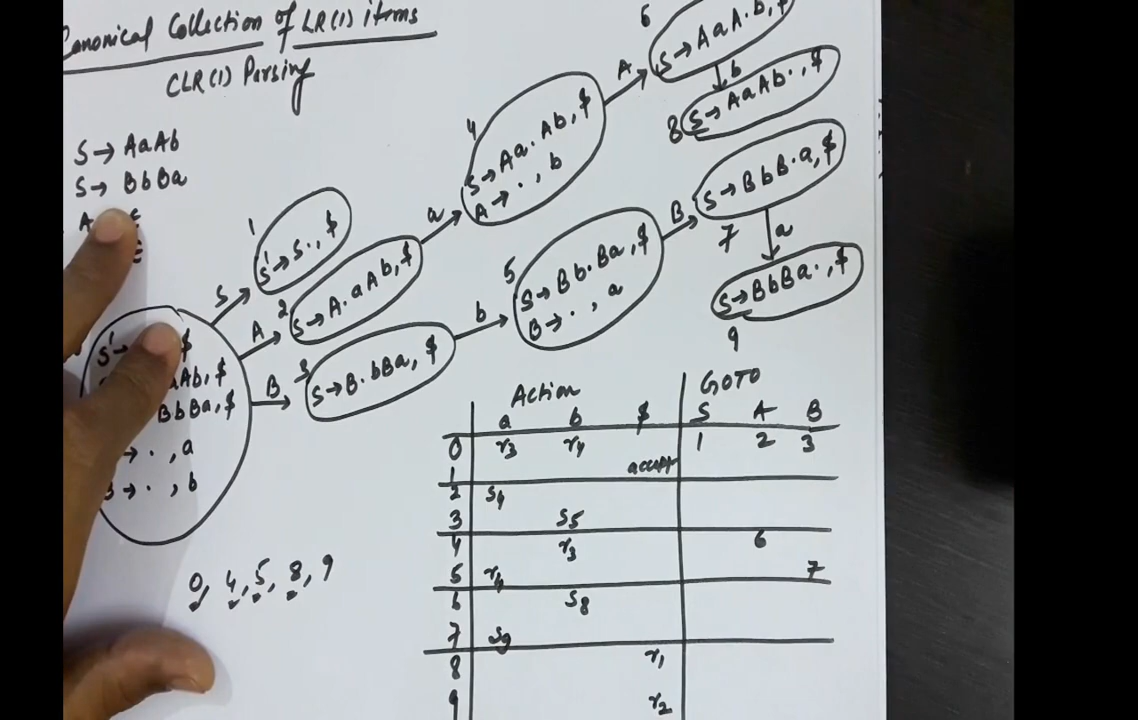 Canonical Collection of LR(1) items
CLR(1) Parsing
S → AaAb
S → BbBa
A ε
ε
S' $
aAb, $
BbBa, $
→ · , a
B → · , b
S
A
B
1
S' → S·, $
2
S → A·aAb, $
3
S → B·bBa, $
a
b
4
S → Aa·Ab, $
A → · , b
5
S → Bb·Ba, $
B → · , a
A
B
6
S → AaA·b, $
b
8
S → AaAb·, $
7
S → BbB·a, $
a
S → BbBa·, $
9
0, 4, 5, 8, 9
Action GOTO
a b $ S A B
0 r3 r4 1 2 3
1 accept
2 S4
3 S5
4 r3 6
5 r4 7
6 S8
7 S9
8 r1
9 r2